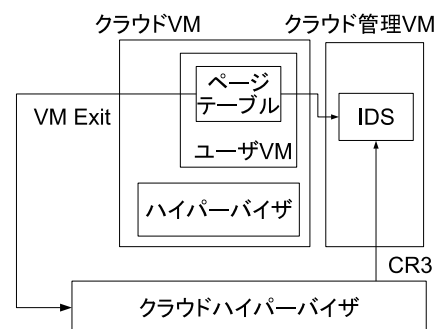 クラウドVM
クラウド管理VM
ページ
テーブル
IDS
VM Exit
ユーザVM
ハイパーバイザ
CR3
クラウドハイパーバイザ